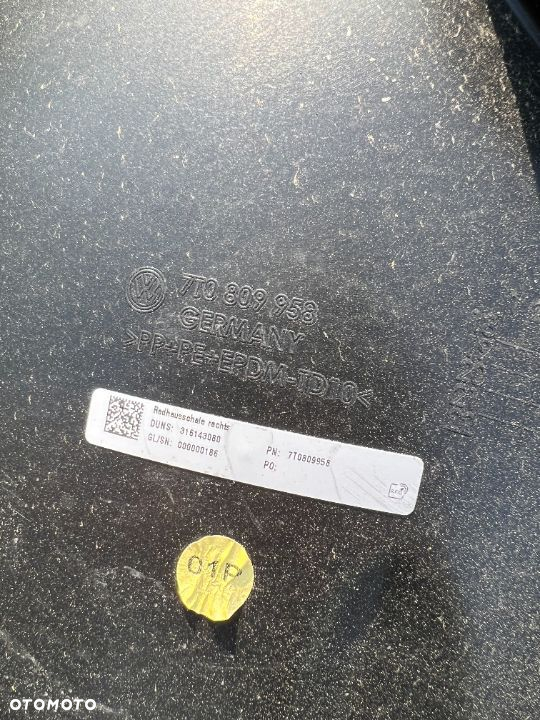 7T0 809 958
GERMANY
>PP+PE+EPDM-TD10<
Radhausschale rechts
DUNS: 316143080
GL/SN: 000000186
PN: 7T0809958
PO:
01P
OTOMOTO